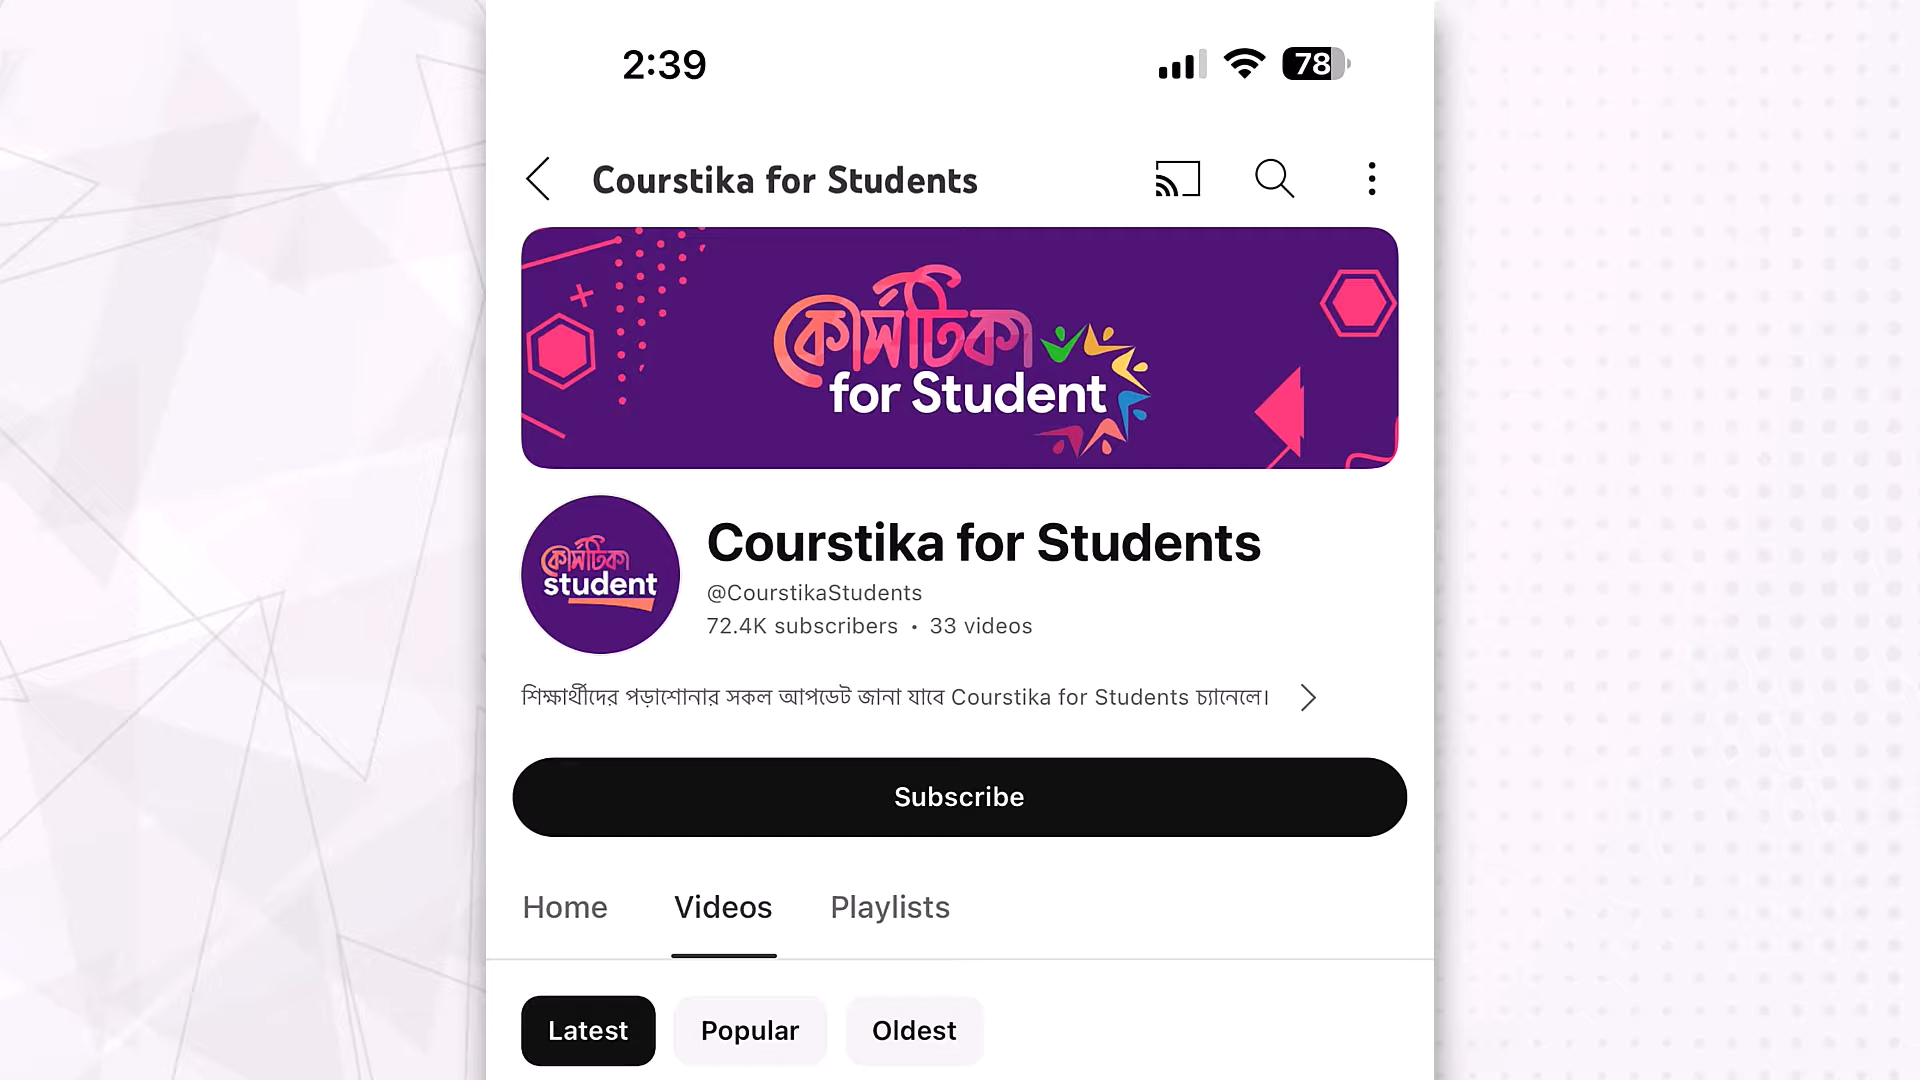 2:39
78
Courstika for Students
কোর্সটিকা
for Student
কোর্সটিকা
student
Courstika for Students
@CourstikaStudents
72.4K subscribers • 33 videos
শিক্ষার্থীদের পড়াশোনার সকল আপডেট জানা যাবে Courstika for Students চ্যানেলে।
Subscribe
Home Videos Playlists
Latest Popular Oldest